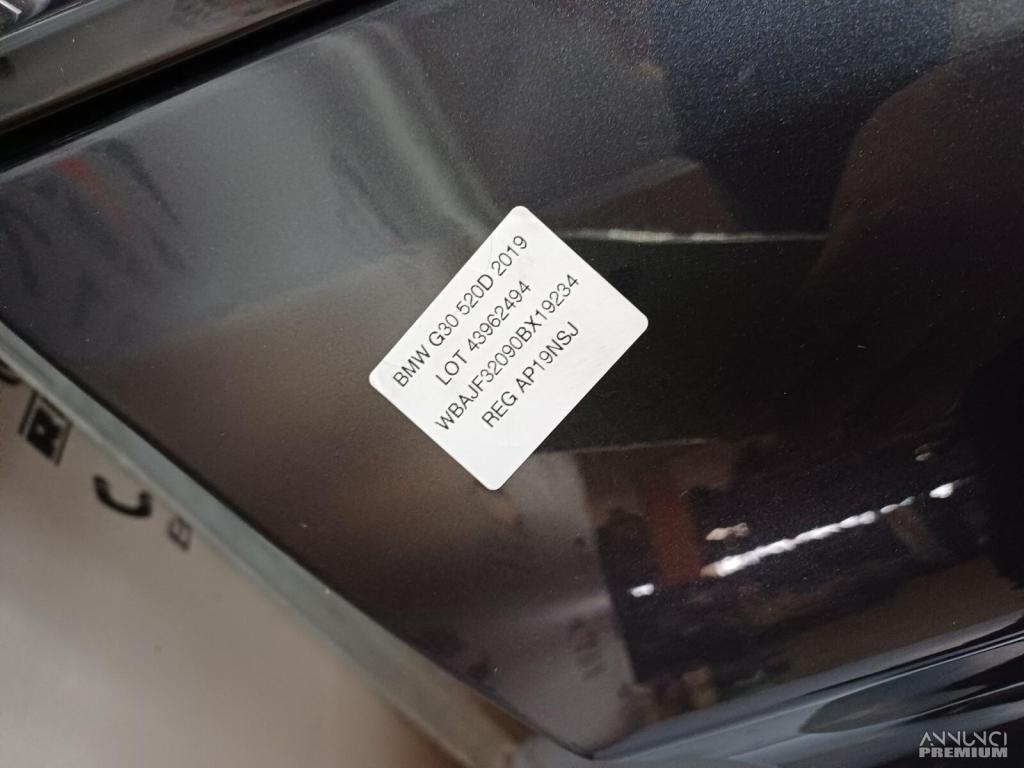 BMW G30 520D 2019
LOT 43962494
WBAJF32090BX19234
REG AP19NSJ
ANNUNCI
PREMIUM